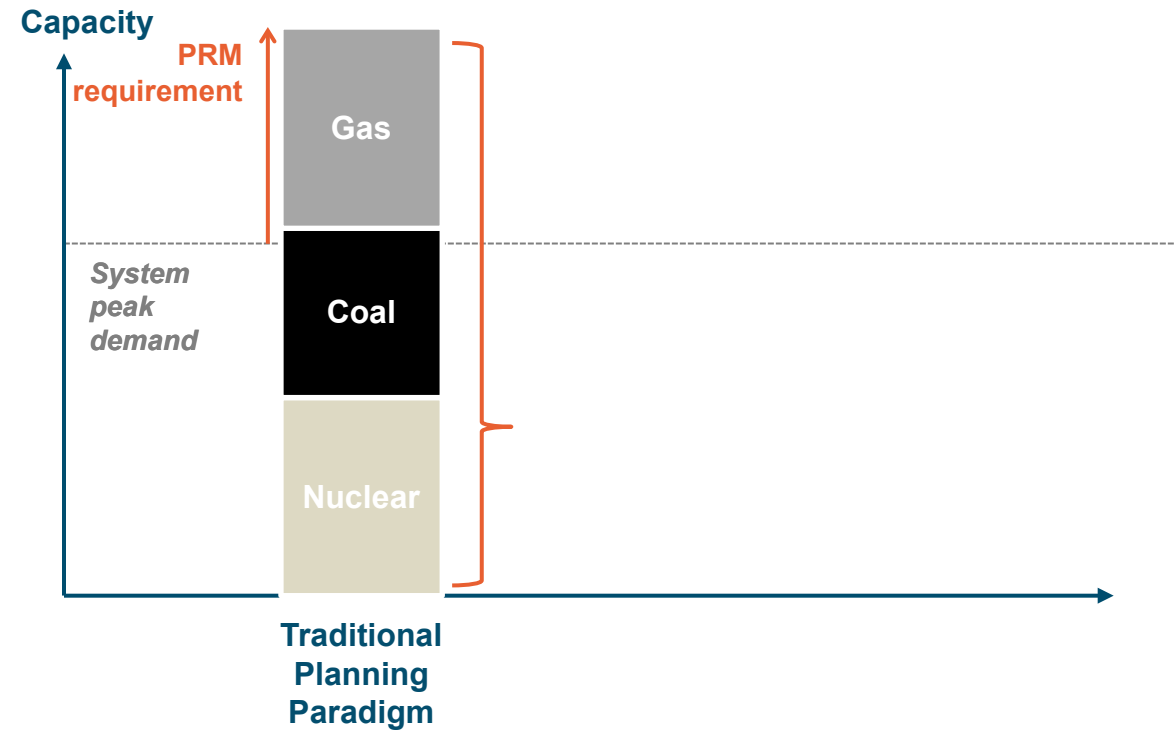 Capacity
PRM
requirement
Gas
System
peak
demand
Coal
Nuclear
Traditional
Planning
Paradigm